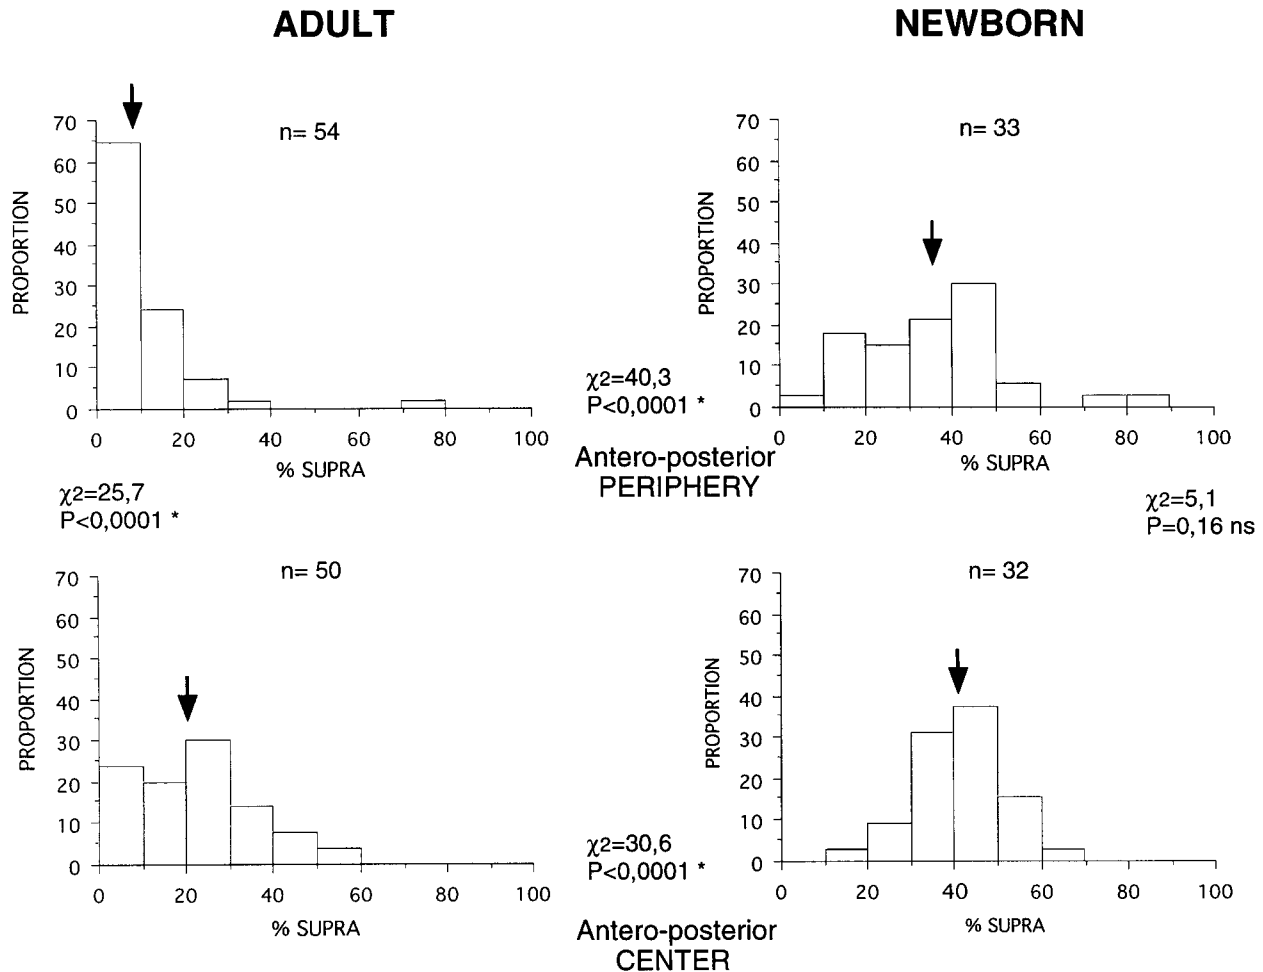 ADULT
NEWBORN
n= 54
PROPORTION
70
60
50
40
30
20
10
0
0 20 40 60 80 100
% SUPRA
n= 33
PROPORTION
70
60
50
40
30
20
10
0
0 20 40 60 80 100
% SUPRA
χ2=40,3
P<0,0001 *
Antero-posterior
PERIPHERY
χ2=25,7
P<0,0001 *
χ2=5,1
P=0,16 ns
n= 50
PROPORTION
70
60
50
40
30
20
10
0
0 20 40 60 80 100
% SUPRA
n= 32
PROPORTION
70
60
50
40
30
20
10
0
0 20 40 60 80 100
% SUPRA
χ2=30,6
P<0,0001 *
Antero-posterior
CENTER